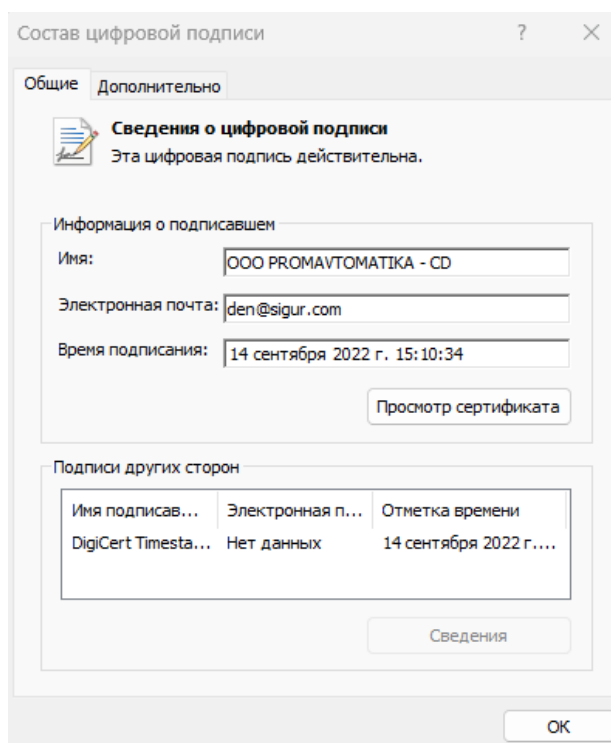 Состав цифровой подписи
Общие Дополнительно
Сведения о цифровой подписи
Эта цифровая подпись действительна.
Информация о подписавшем
Имя: OOO PROMAVTOMATIKA - CD
Электронная почта: den@sigur.com
Время подписания: 14 сентября 2022 г. 15:10:34
Просмотр сертификата
Подписи других сторон
Имя подписав... Электронная п... Отметка времени
DigiCert Timesta... Нет данных 14 сентября 2022 г....
Сведения
ОК